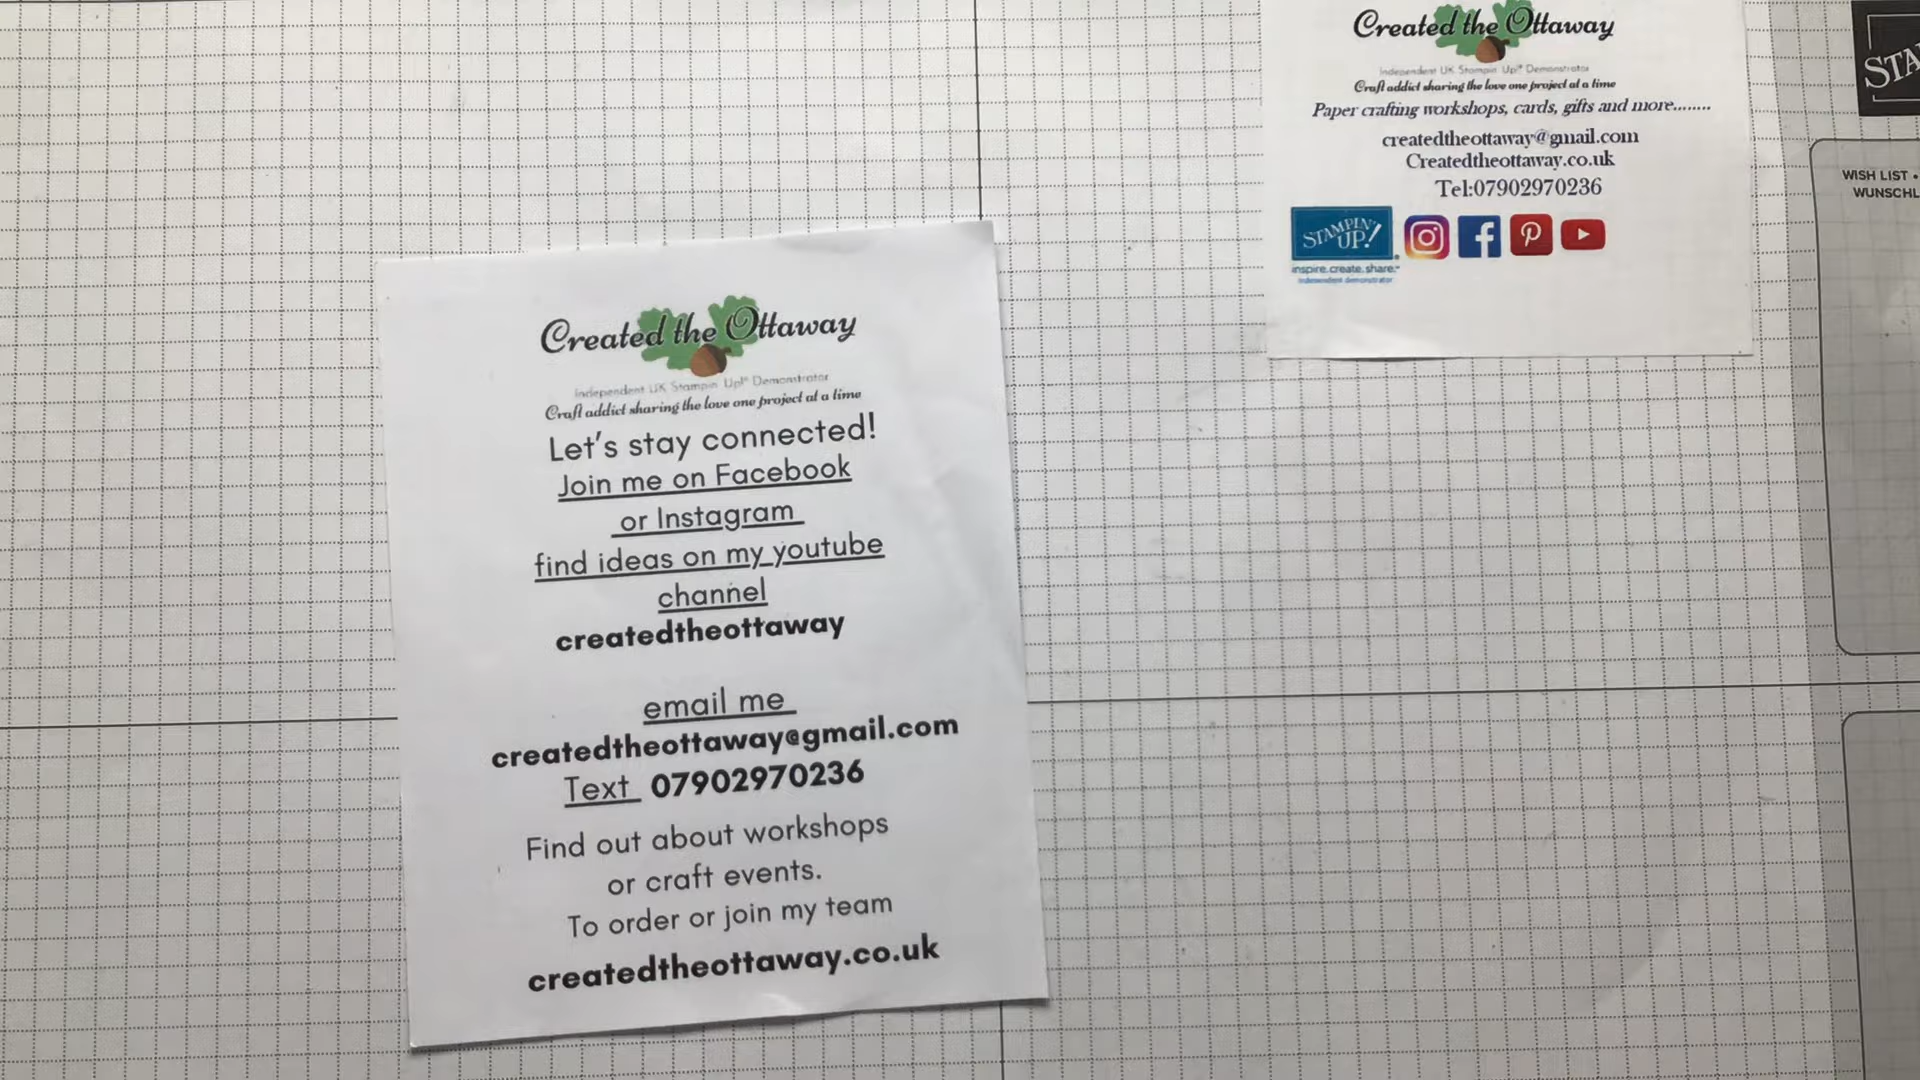 Created the Ottaway
Independent UK Stampin Up!® Demonstrator
Craft addict sharing the love one project at a time
Let's stay connected!
Join me on Facebook
or Instagram
find ideas on my youtube
channel
createdtheottaway
email me
createdtheottaway@gmail.com
Text 07902970236
Find out about workshops
or craft events.
To order or join my team
createdtheottaway.co.uk
Created the Ottaway
Independent UK Stampin Up!® Demonstrator
Craft addict sharing the love one project at a time
Paper crafting workshops, cards, gifts and more........
createdtheottaway@gmail.com
Createdtheottaway.co.uk
Tel:07902970236
STAMPIN' UP!
inspire.create.share.™
independent demonstrator
STA
WISH LIST •
WUNSCHL